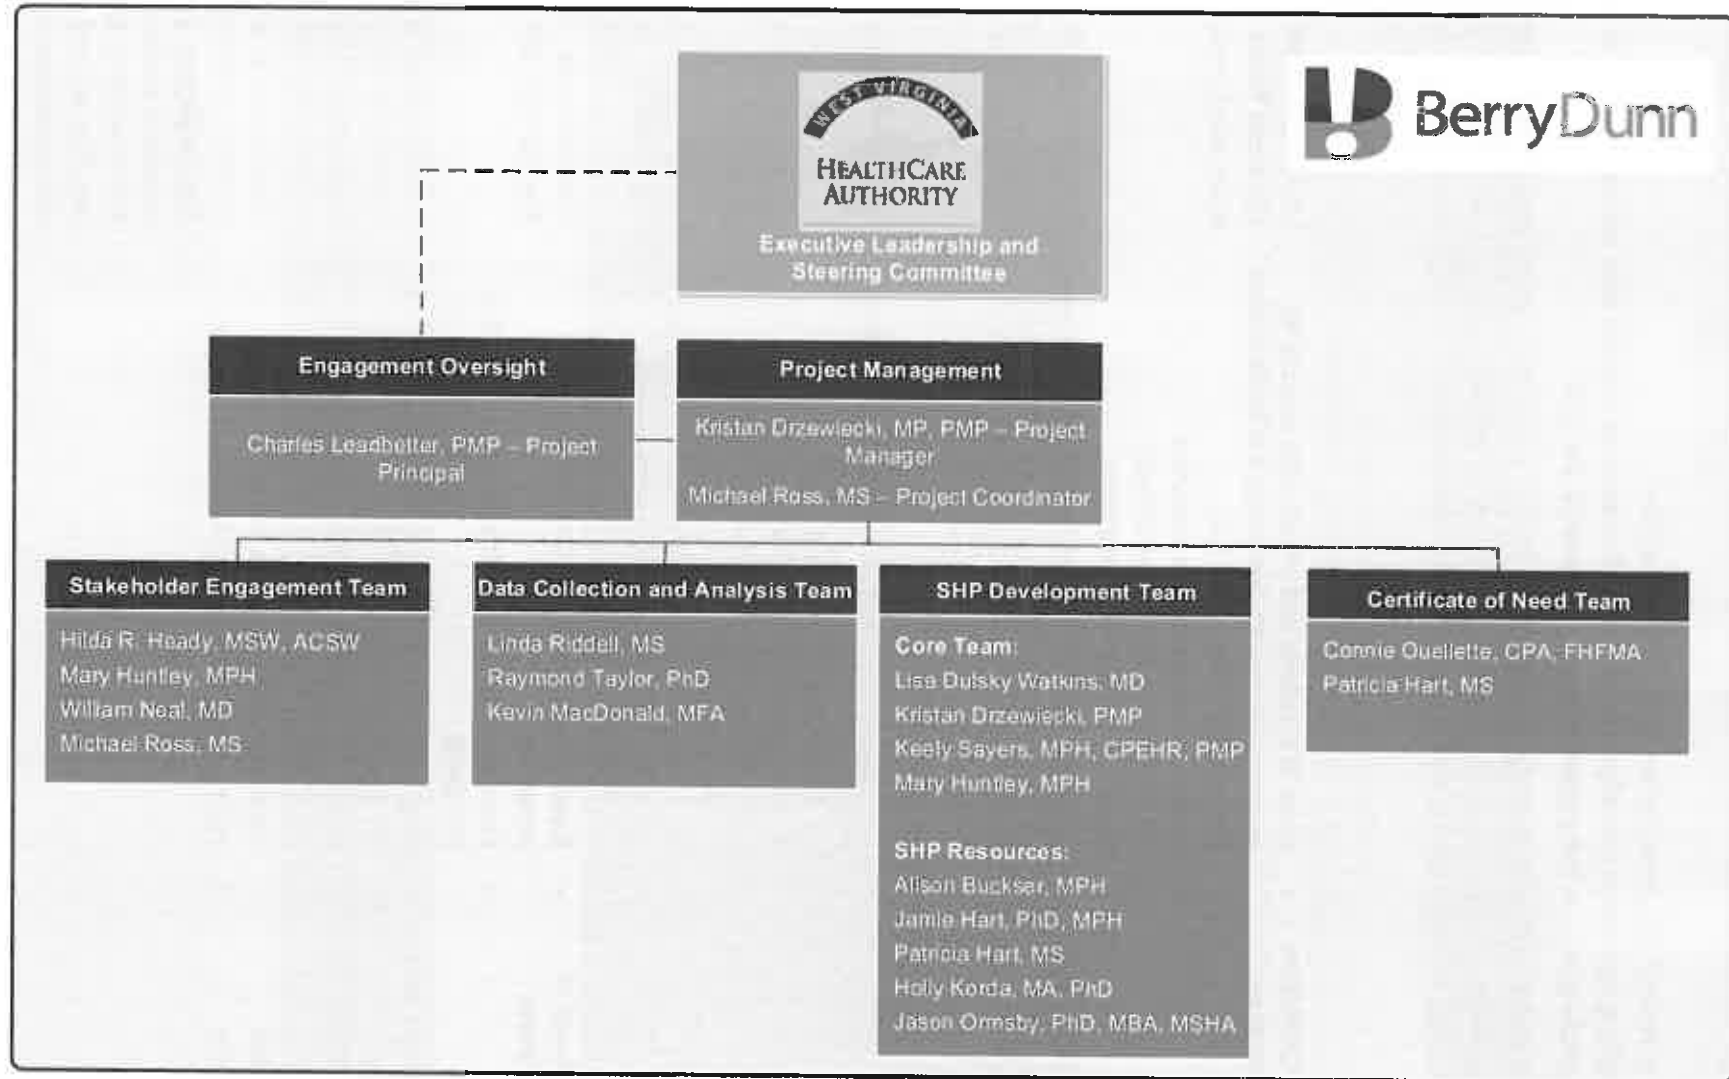 WEST VIRGINIA
HEALTHCARE
AUTHORITY
Executive Leadership and
Steering Committee
BerryDunn
Engagement Oversight
Charles Leadbetter, PMP – Project
Principal
Project Management
Kristan Drzewiecki, MP, PMP – Project
Manager
Michael Ross, MS – Project Coordinator
Stakeholder Engagement Team
Hilda R. Heady, MSW, ACSW
Mary Huntley, MPH
William Neal, MD
Michael Ross, MS
Data Collection and Analysis Team
Linda Riddell, MS
Raymond Taylor, PhD
Kevin MacDonald, MFA
SHP Development Team
Core Team:
Lisa Dulsky Watkins, MD
Kristan Drzewiecki, PMP
Keely Sayers, MPH, CPEHR, PMP
Mary Huntley, MPH
SHP Resources:
Alison Buckser, MPH
Jamie Hart, PhD, MPH
Patricia Hart, MS
Holly Korda, MA, PhD
Jason Ormsby, PhD, MBA, MSHA
Certificate of Need Team
Connie Ouellette, CPA, FHFMA
Patricia Hart, MS